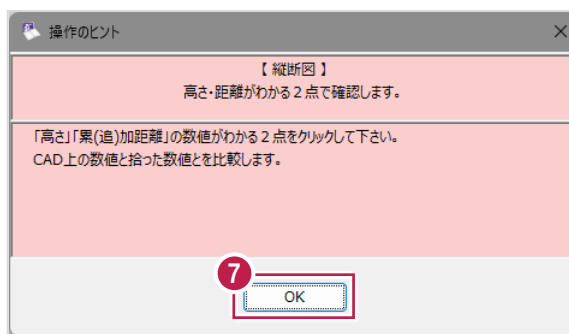 操作のヒント
【 縦断図 】
高さ・距離がわかる2点で確認します。
「高さ」「累(追)加距離」の数値がわかる2点をクリックして下さい。
CAD上の数値と拾った数値とを比較します。
7
OK